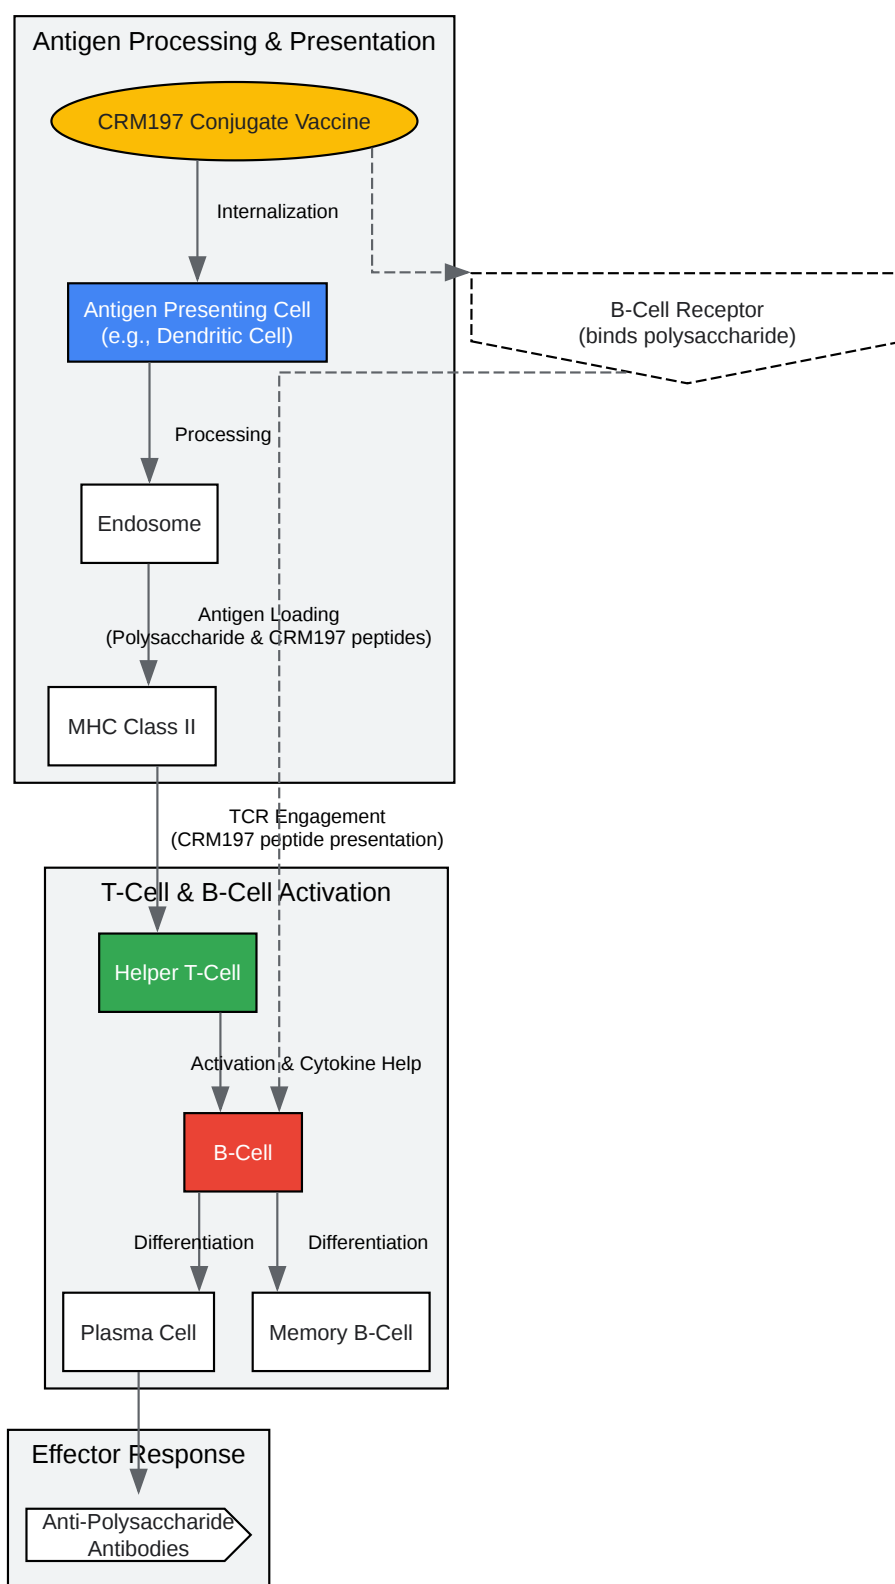 Antigen Processing & Presentation
CRM197 Conjugate Vaccine
Internalization
Antigen Presenting Cell
(e.g., Dendritic Cell)
B-Cell Receptor
(binds polysaccharide)
Processing
Endosome
Antigen Loading
(Polysaccharide & CRM197 peptides)
MHC Class II
TCR Engagement
(CRM197 peptide presentation)
T-Cell & B-Cell Activation
Helper T-Cell
Activation & Cytokine Help
B-Cell
Differentiation
Differentiation
Plasma Cell
Memory B-Cell
Effector Response
Anti-Polysaccharide
Antibodies